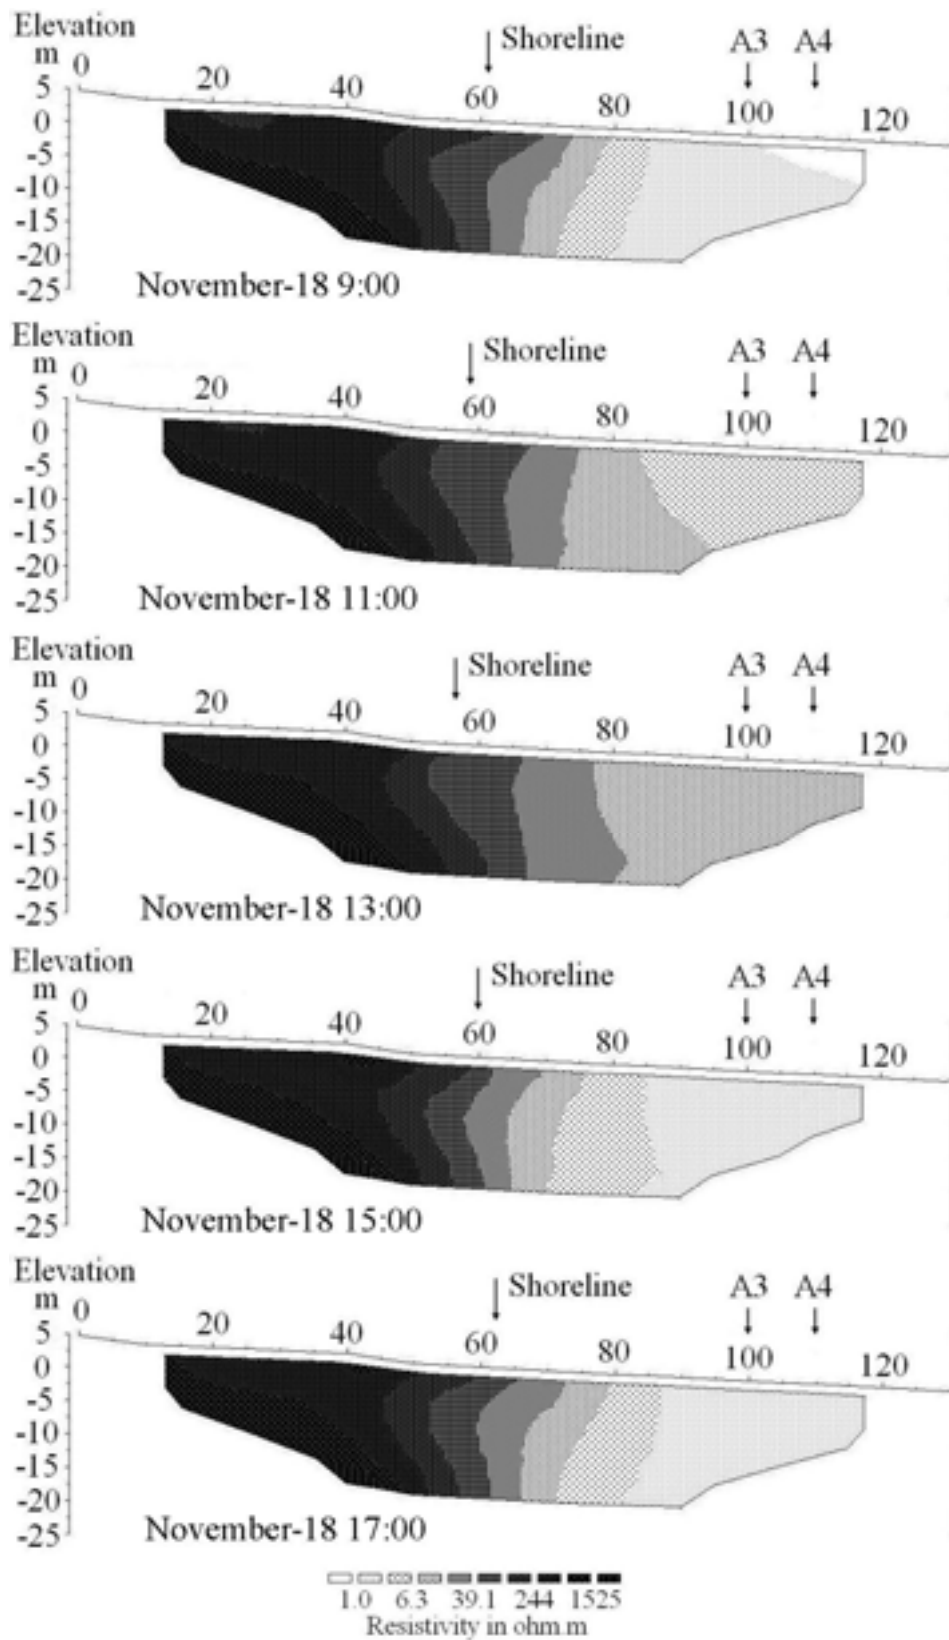 Elevation
m
Shoreline A3 A4
0 20 40 60 80 100 120
5
0
-5
-10
-15
-20
-25
November-18 9:00
Elevation
m
Shoreline A3 A4
0 20 40 60 80 100 120
5
0
-5
-10
-15
-20
-25
November-18 11:00
Elevation
m
Shoreline A3 A4
0 20 40 60 80 100 120
5
0
-5
-10
-15
-20
-25
November-18 13:00
Elevation
m
Shoreline A3 A4
0 20 40 60 80 100 120
5
0
-5
-10
-15
-20
-25
November-18 15:00
Elevation
m
Shoreline A3 A4
0 20 40 60 80 100 120
5
0
-5
-10
-15
-20
-25
November-18 17:00
1.0 6.3 39.1 244 1525
Resistivity in ohm.m